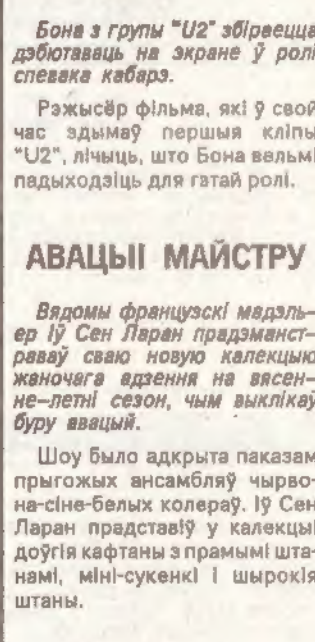 Бона з групы "U2" збіраецца
дэбютаваць на экране ў ролі
спевака кабарэ.
Рэжысёр фільма, які ў свой
час здымаў першыя кліпы
"U2", лічыць, што Бона вельмі
падыходзіць для гэтай ролі.
АВАЦЫІ МАЙСТРУ
Вядомы французскі мадэль-
ер Іў Сен Ларан прадэманст-
раваў сваю новую калекцыю
жаночага адзення на вясен-
не-летні сезон, чым выклікаў
буру авацый.
Шоу было адкрыта паказам
прыгожых ансамбляў чырво-
на-сіне-белых колераў. Іў Сен
Ларан прадставіў у калекцыі
доўгія кафтаны з прамымі шта-
намі, міні-сукенкі і шырокія
штаны.